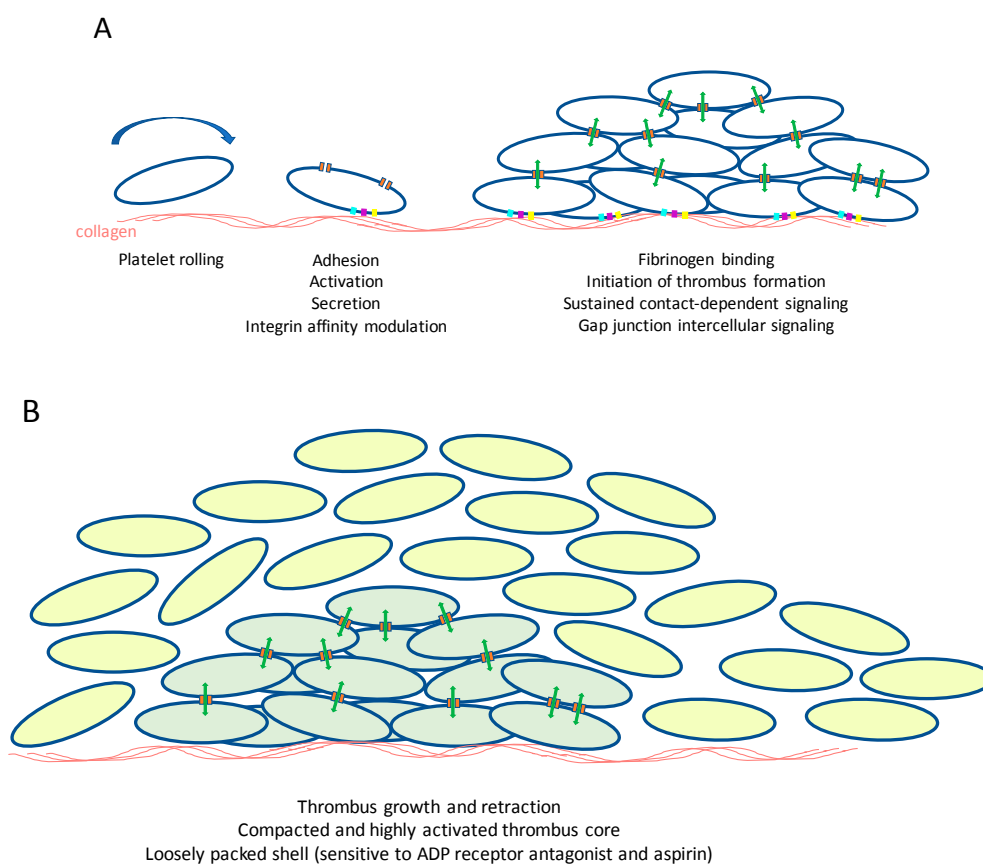 A
collagen
Platelet rolling
Adhesion
Activation
Secretion
Integrin affinity modulation
Fibrinogen binding
Initiation of thrombus formation
Sustained contact-dependent signaling
Gap junction intercellular signaling
B
Thrombus growth and retraction
Compacted and highly activated thrombus core
Loosely packed shell (sensitive to ADP receptor antagonist and aspirin)